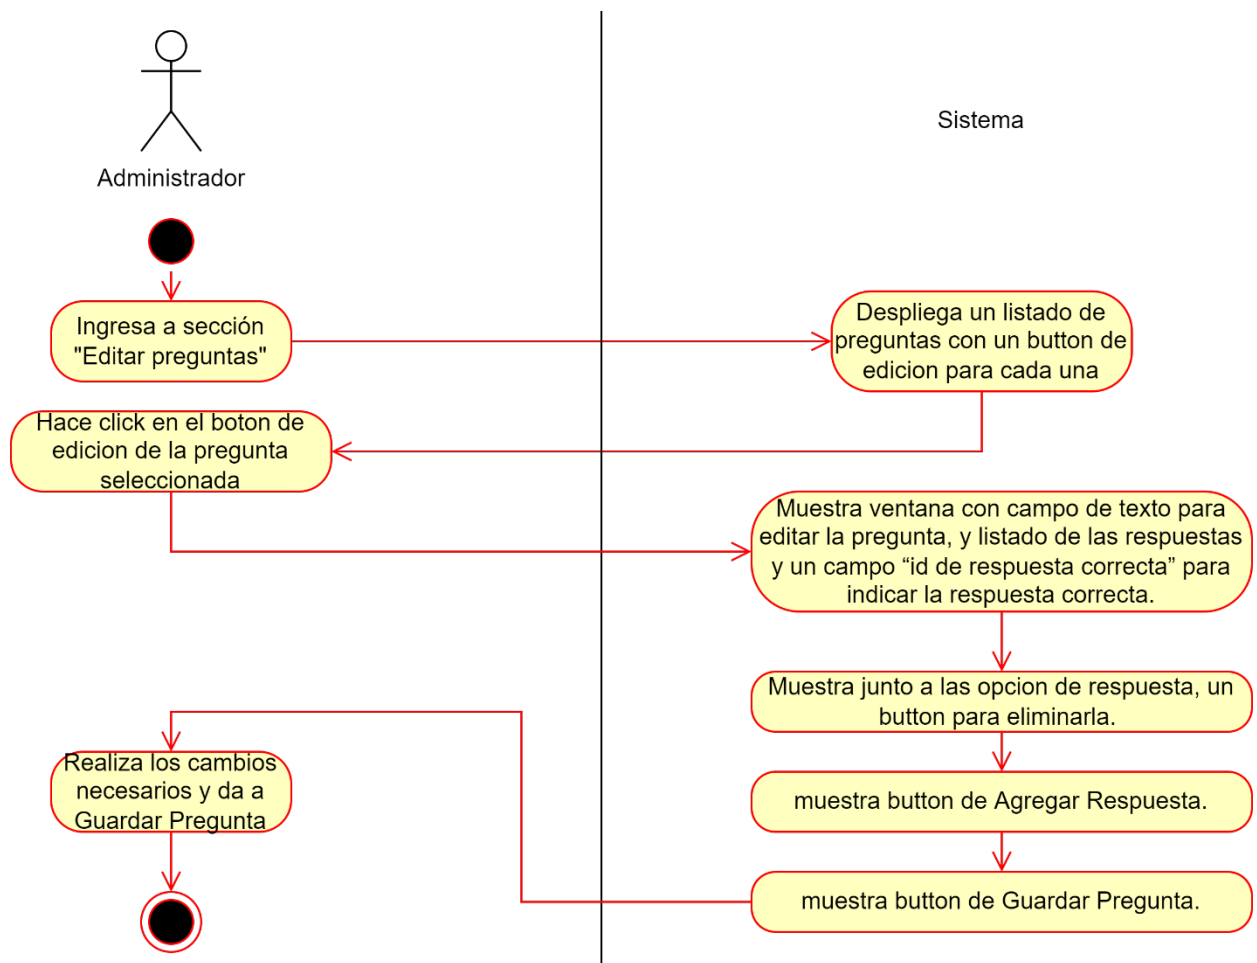 Sistema
Administrador
Ingresa a sección
"Editar preguntas"
Despliega un listado de
preguntas con un button de
edicion para cada una
Hace click en el boton de
edicion de la pregunta
seleccionada
Muestra ventana con campo de texto para
editar la pregunta, y listado de las respuestas
y un campo “id de respuesta correcta” para
indicar la respuesta correcta.
Muestra junto a las opcion de respuesta, un
button para eliminarla.
muestra button de Agregar Respuesta.
muestra button de Guardar Pregunta.
Realiza los cambios
necesarios y da a
Guardar Pregunta